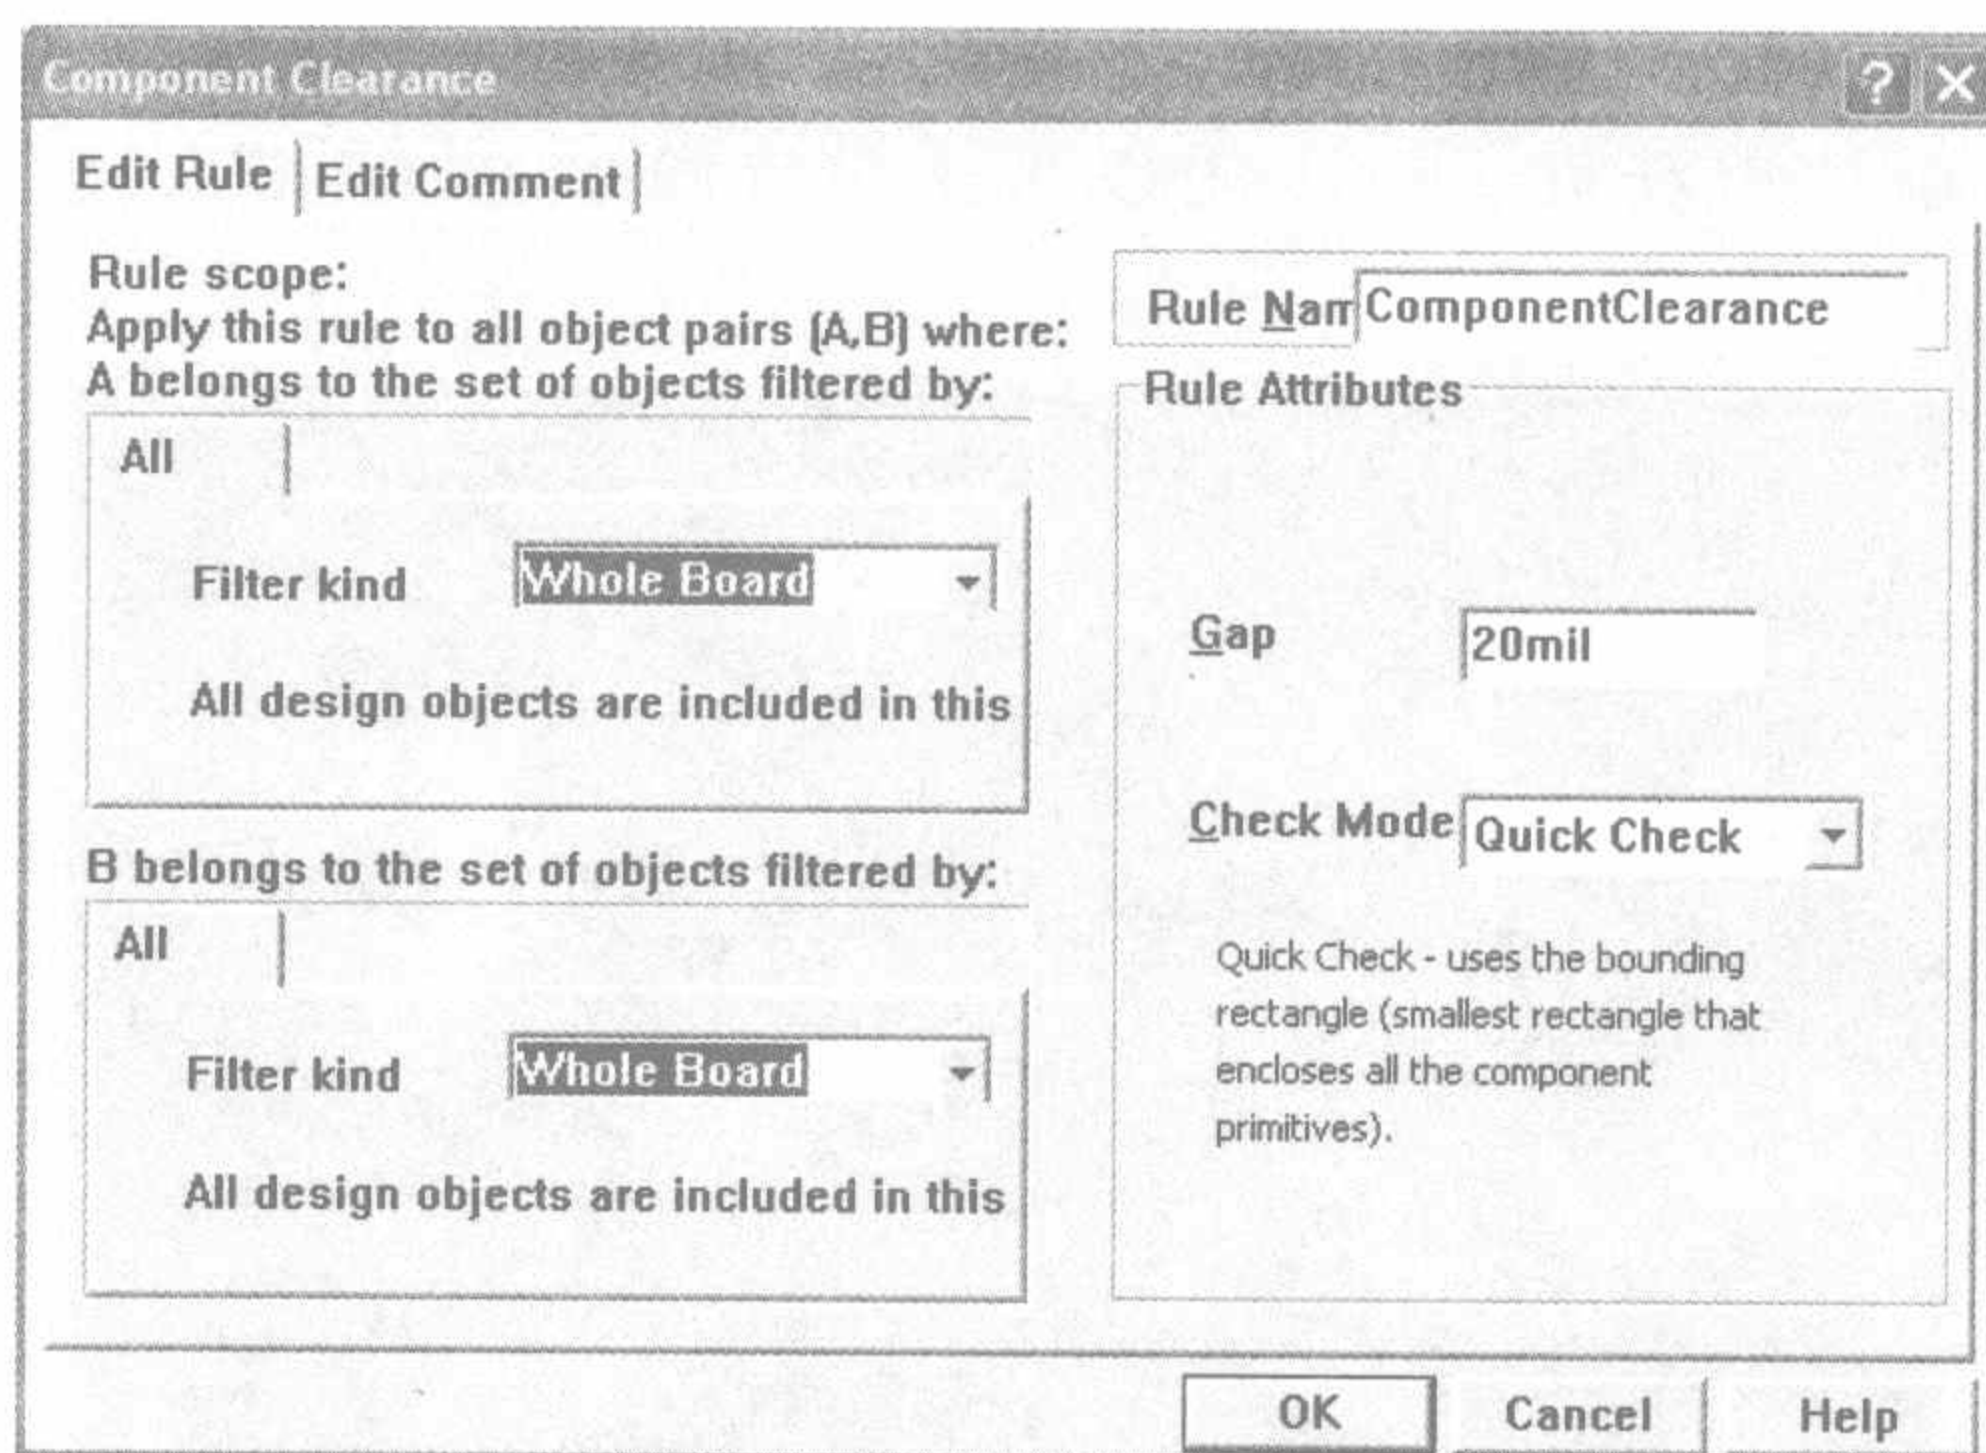 Component Clearance
? X
Edit Rule Edit Comment
Rule scope:
Apply this rule to all object pairs (A,B) where:
A belongs to the set of objects filtered by:
All
Filter kind Whole Board
All design objects are included in this
B belongs to the set of objects filtered by:
All
Filter kind Whole Board
All design objects are included in this
Rule Nam ComponentClearance
Rule Attributes
Gap 20mil
Check Mode Quick Check
Quick Check - uses the bounding
rectangle (smallest rectangle that
encloses all the component
primitives).
OK Cancel Help